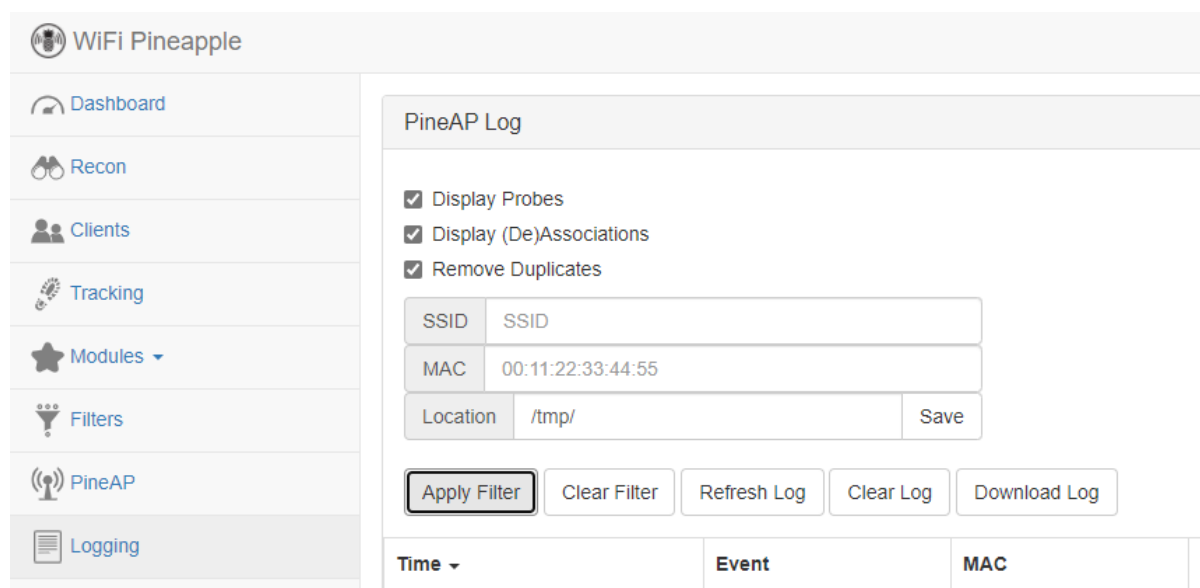 WiFi Pineapple
Dashboard
Recon
Clients
Tracking
Modules
Filters
PineAP
Logging
PineAP Log
Display Probes
Display (De)Associations
Remove Duplicates
SSID SSID
MAC 00:11:22:33:44:55
Location /tmp/ Save
Apply Filter Clear Filter Refresh Log Clear Log Download Log
Time Event MAC